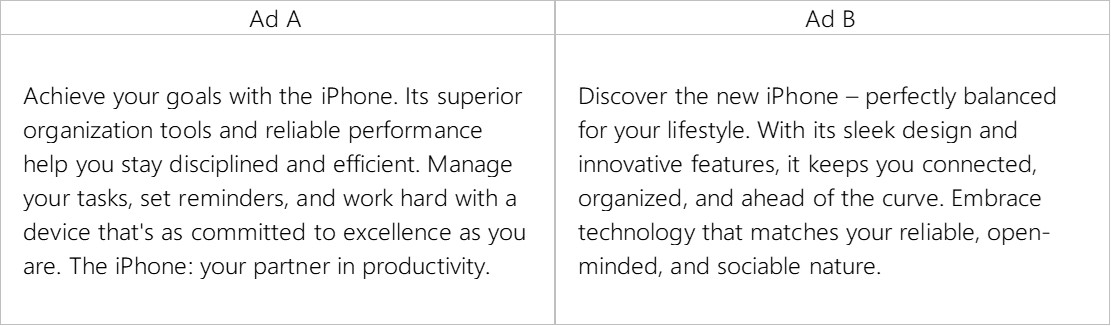 Ad A
Ad B
Achieve your goals with the iPhone. Its superior
organization tools and reliable performance
help you stay disciplined and efficient. Manage
your tasks, set reminders, and work hard with a
device that's as committed to excellence as you
are. The iPhone: your partner in productivity.
Discover the new iPhone – perfectly balanced
for your lifestyle. With its sleek design and
innovative features, it keeps you connected,
organized, and ahead of the curve. Embrace
technology that matches your reliable, open-
minded, and sociable nature.